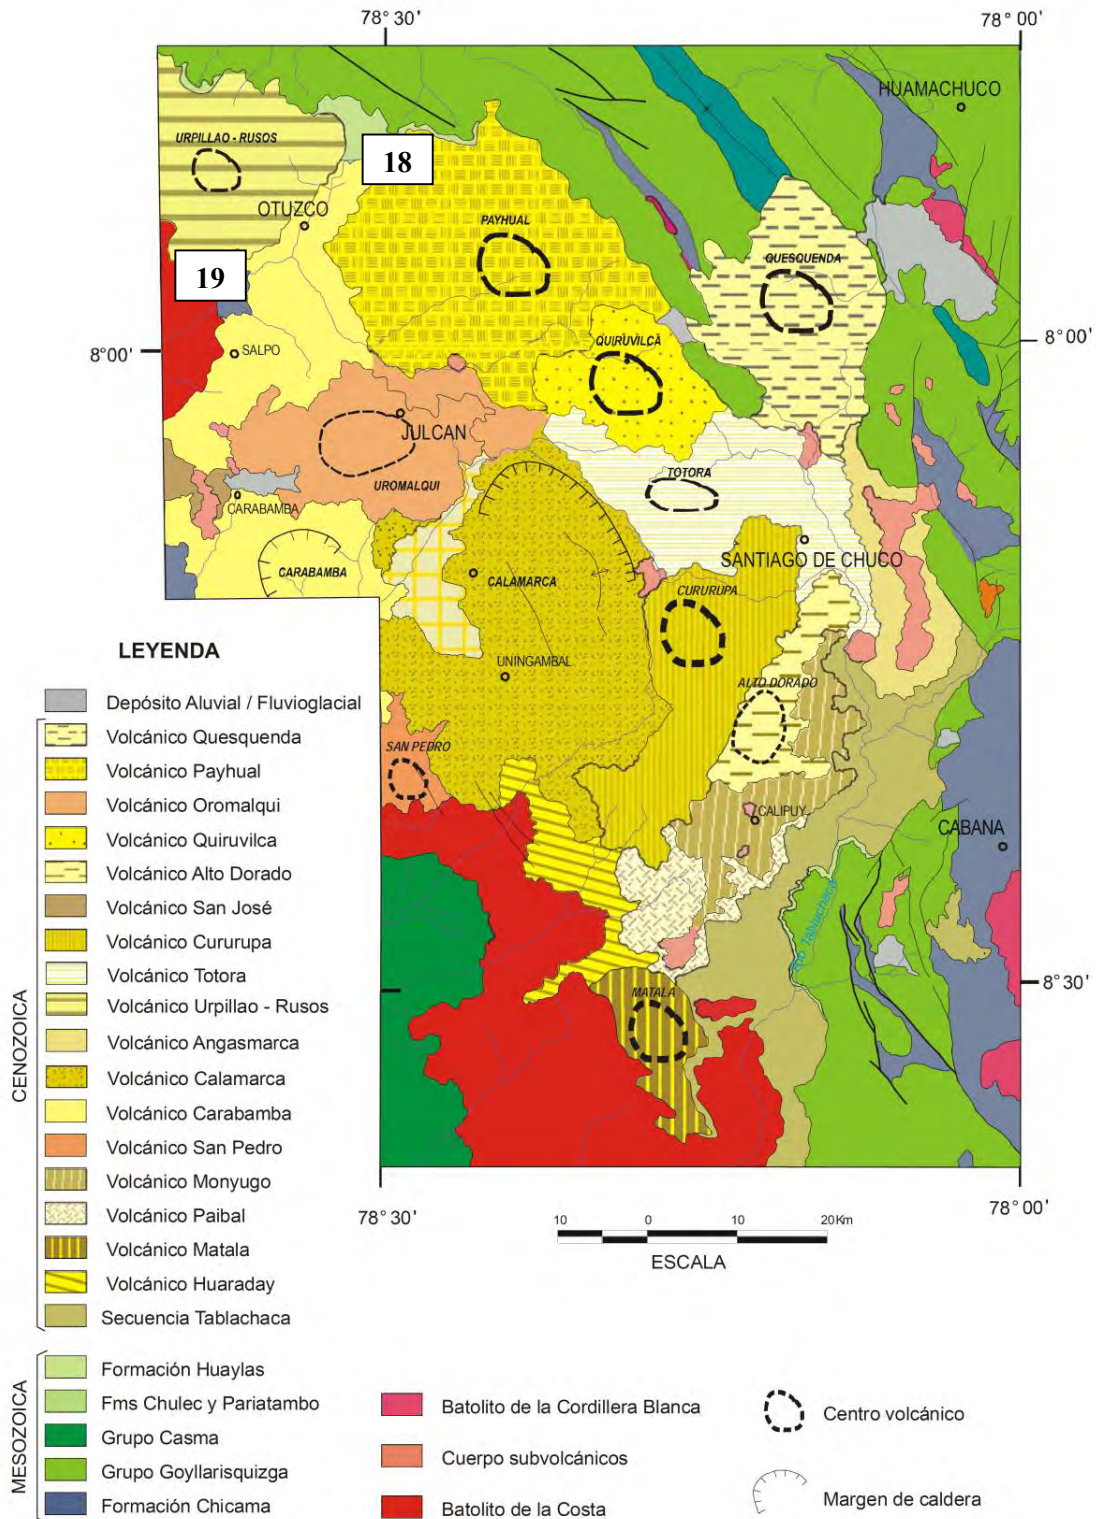 78° 30'
78° 00'
HUAMACHUCO
URPILLAO - RUSOS
18
OTUZCO
PAYHUAL
19
QUESQUENDA
8° 00'
SALPO
QUIRUVILCA
8° 00'
JULCAN
TOTORA
UROMALQUI
CARABAMBA
SANTIAGO DE CHUCO
CARABAMBA
CALAMARCA
CURURUPA
UNINGAMBAL
ALTO DORADO
SAN PEDRO
CALIPUY
CABANA
Rio Tablachaca
8° 30'
MATALA
78° 30'
78° 00'
10 0 10 20Km
ESCALA
LEYENDA
Depósito Aluvial / Fluvioglacial
CENOZOICA
Volcánico Quesquenda
Volcánico Payhual
Volcánico Oromalqui
Volcánico Quiruvilca
Volcánico Alto Dorado
Volcánico San José
Volcánico Cururupa
Volcánico Totora
Volcánico Urpillao - Rusos
Volcánico Angasmarca
Volcánico Calamarca
Volcánico Carabamba
Volcánico San Pedro
Volcánico Monyugo
Volcánico Paibal
Volcánico Matala
Volcánico Huaraday
Secuencia Tablachaca
MESOZOICA
Formación Huaylas
Fms Chulec y Pariatambo
Grupo Casma
Grupo Goyllarisquizga
Formación Chicama
Batolito de la Cordillera Blanca
Cuerpo subvolcánicos
Batolito de la Costa
Centro volcánico
Margen de caldera